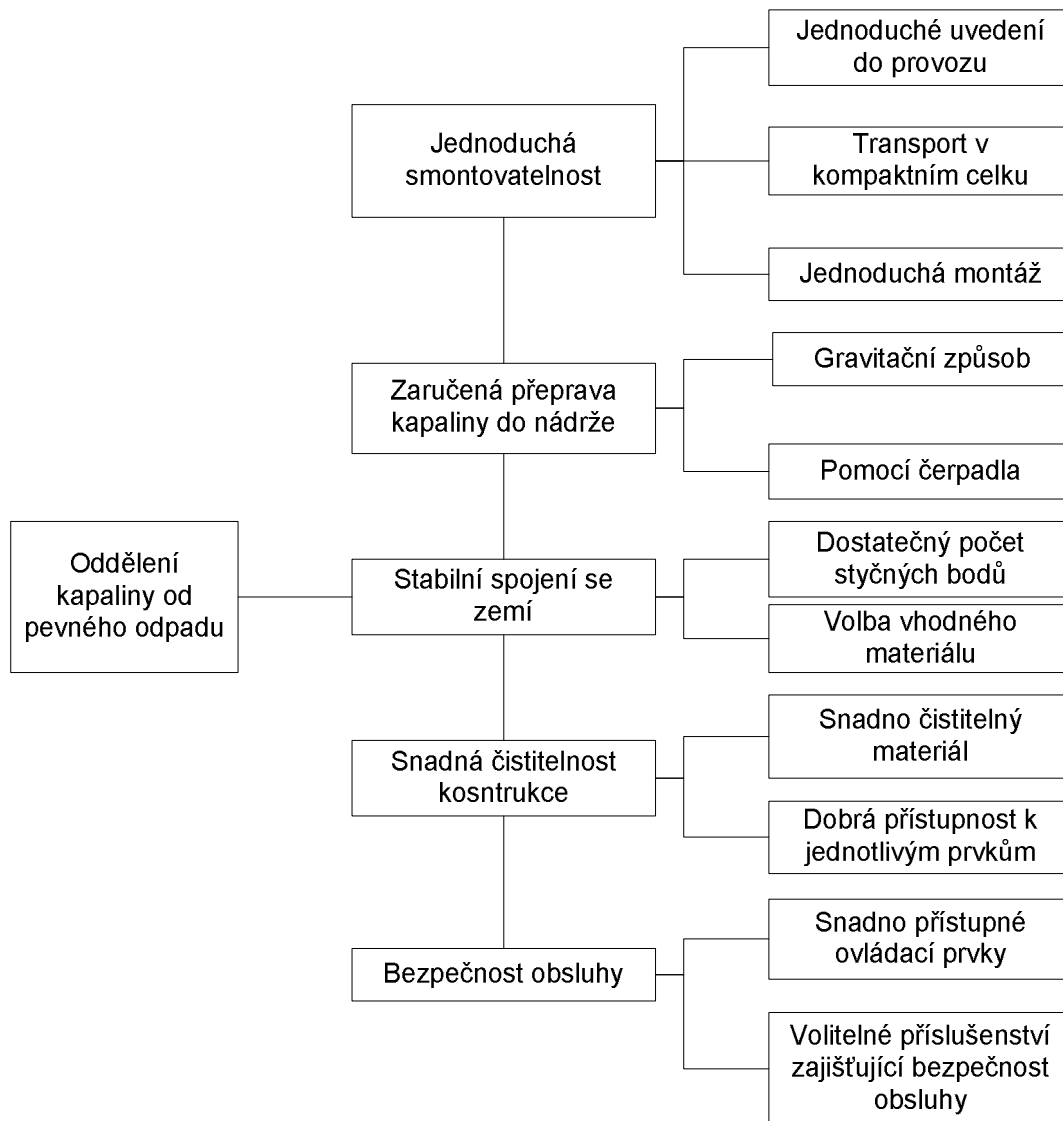 Jednoduché uvedení
do provozu
Jednoduchá
smontovatelnost
Transport v
kompaktním celku
Jednoduchá montáž
Zaručená přeprava
kapaliny do nádrže
Gravitační způsob
Pomocí čerpadla
Oddělení
kapaliny od
pevného odpadu
Stabilní spojení se
zemí
Dostatečný počet
styčných bodů
Volba vhodného
materiálu
Snadná čistitelnost
kosntrukce
Snadno čistitelný
materiál
Dobrá přístupnost k
jednotlivým prvkům
Bezpečnost obsluhy
Snadno přístupné
ovládací prvky
Volitelné příslušenství
zajišťující bezpečnost
obsluhy